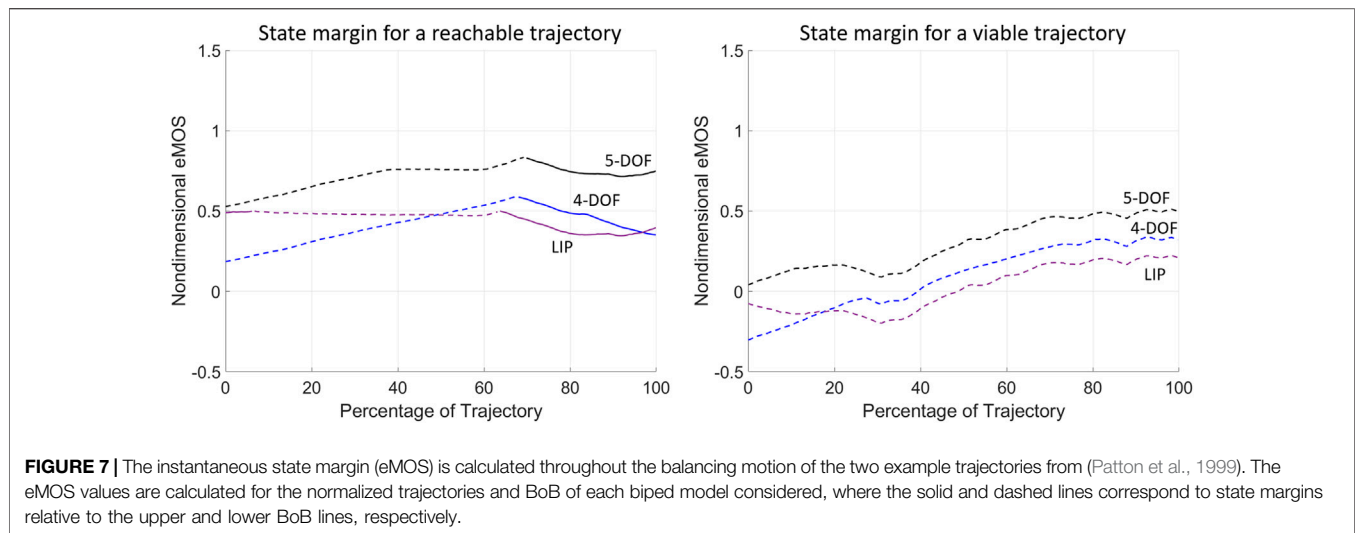 State margin for a reachable trajectory
1.5
1
0.5
0
-0.5
Nondimensional eMOS
5-DOF
4-DOF
LIP
0 20 40 60 80 100
Percentage of Trajectory
State margin for a viable trajectory
1.5
1
0.5
0
-0.5
Nondimensional eMOS
5-DOF
4-DOF
LIP
0 20 40 60 80 100
Percentage of Trajectory
FIGURE 7 | The instantaneous state margin (eMOS) is calculated throughout the balancing motion of the two example trajectories from (Patton et al., 1999). The
eMOS values are calculated for the normalized trajectories and BoB of each biped model considered, where the solid and dashed lines correspond to state margins
relative to the upper and lower BoB lines, respectively.